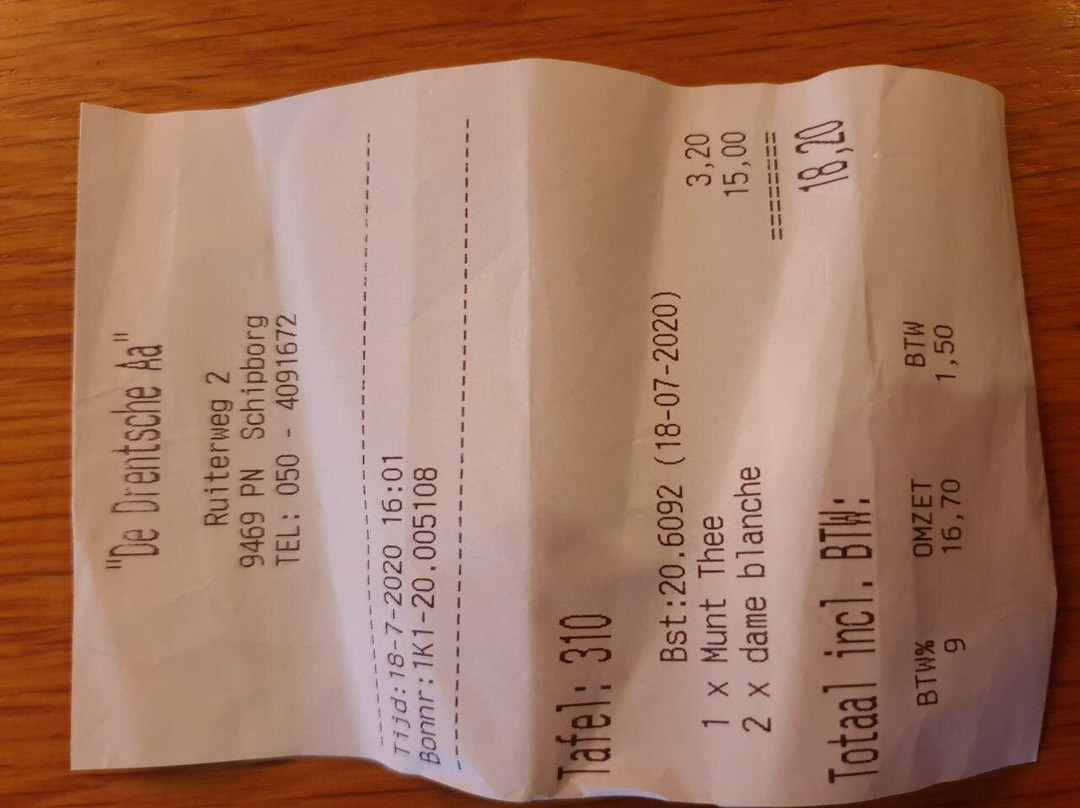 "De Drentsche Aa"
Ruiterweg 2
9469 PN Schipborg
TEL: 050 - 4091672
Tijd:18-7-2020 16:01
Bonnr:1K1-20.005108
Tafel: 310
Bst:20.6092 (18-07-2020)
1 x Munt Thee 3,20
2 x dame blanche 15,00
========
Totaal incl. BTW: 18,20
BTW% OMZET BTW
9 16,70 1,50